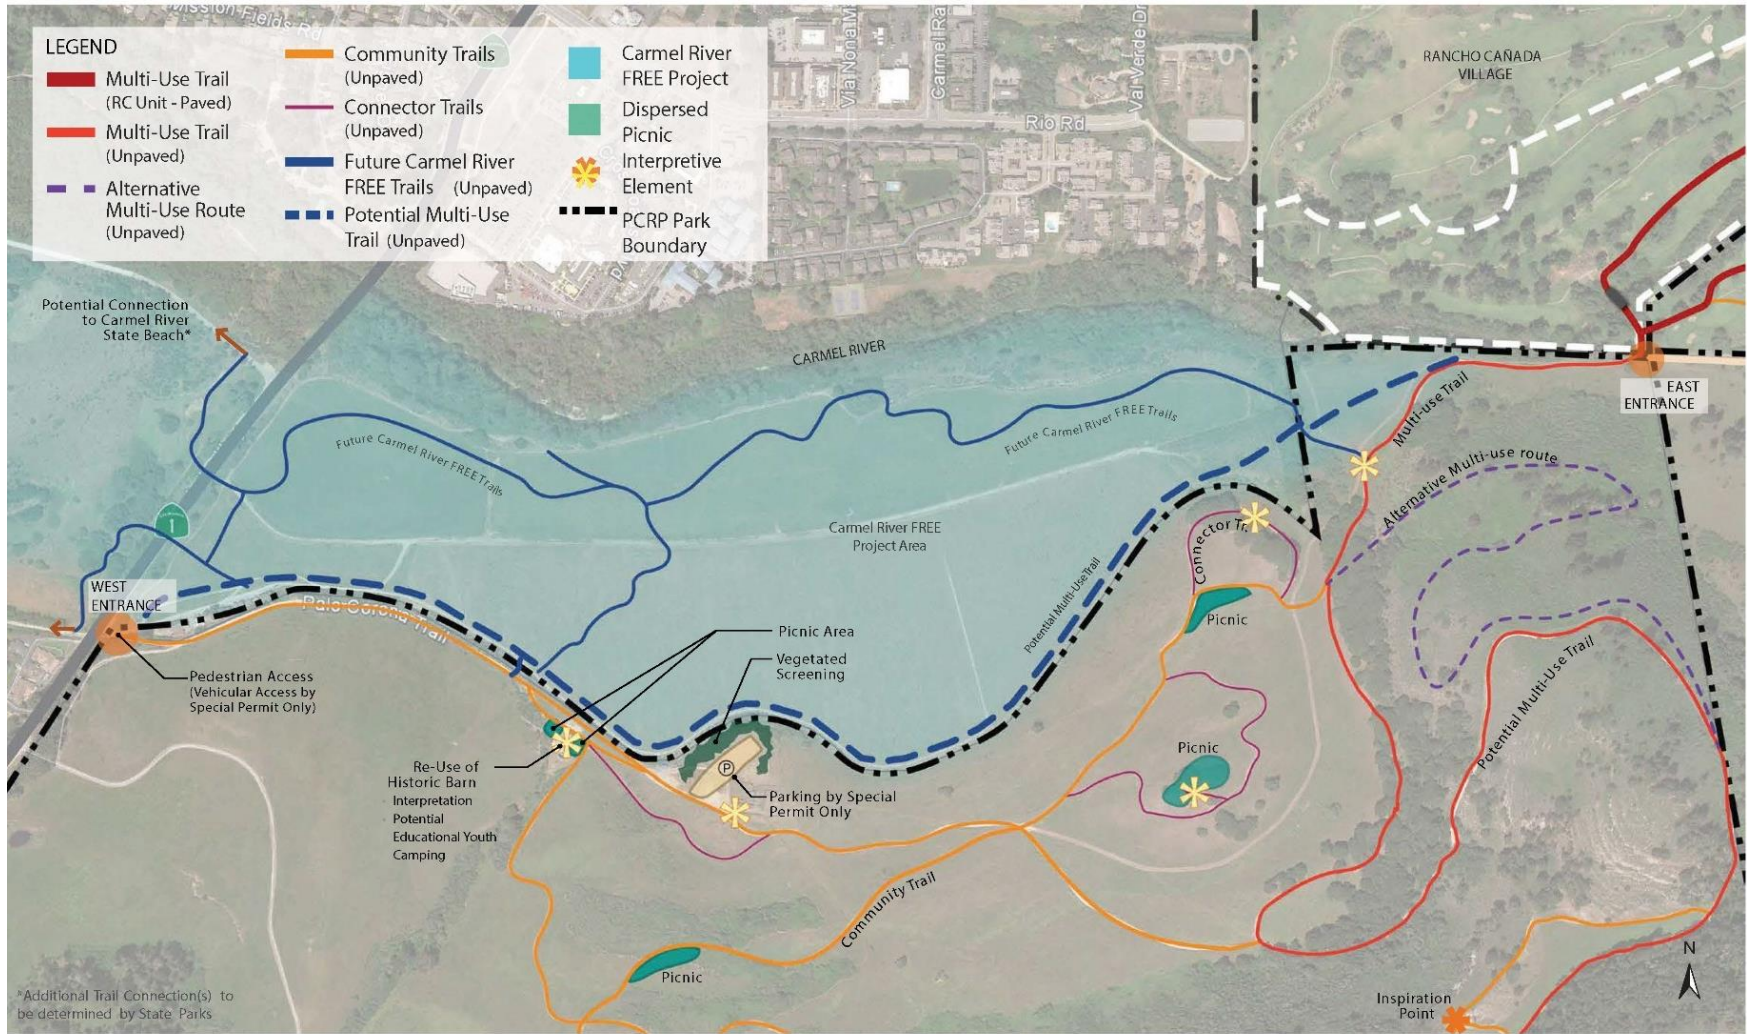 Mission Fields Rd
Via Nona M
Carmel Ra
Val Verde Dr
Rio Rd
LEGEND
Multi-Use Trail
(RC Unit - Paved)
Multi-Use Trail
(Unpaved)
Alternative
Multi-Use Route
(Unpaved)
Community Trails
(Unpaved)
Connector Trails
(Unpaved)
Future Carmel River
FREE Trails (Unpaved)
Potential Multi-Use
Trail (Unpaved)
Carmel River
FREE Project
Dispersed
Picnic
Interpretive
Element
PCRP Park
Boundary
RANCHO CAÑADA
VILLAGE
Potential Connection
to Carmel River
State Beach*
CARMEL RIVER
EAST
ENTRANCE
Multi-use Trail
Future Carmel River FREE Trails
Future Carmel River FREE Trails
Alternative Multi-use route
1
Carmel River FREE
Project Area
Connector Tr.
WEST
ENTRANCE
Palo Corona Trail
Potential Multi-Use Trail
Picnic
Picnic Area
Vegetated
Screening
Pedestrian Access
(Vehicular Access by
Special Permit Only)
Potential Multi-Use Trail
Picnic
Re-Use of
Historic Barn
Interpretation
Potential
Educational Youth
Camping
P
Parking by Special
Permit Only
Community Trail
Picnic
N
Inspiration
Point
*Additional Trail Connection(s) to
be determined by State Parks